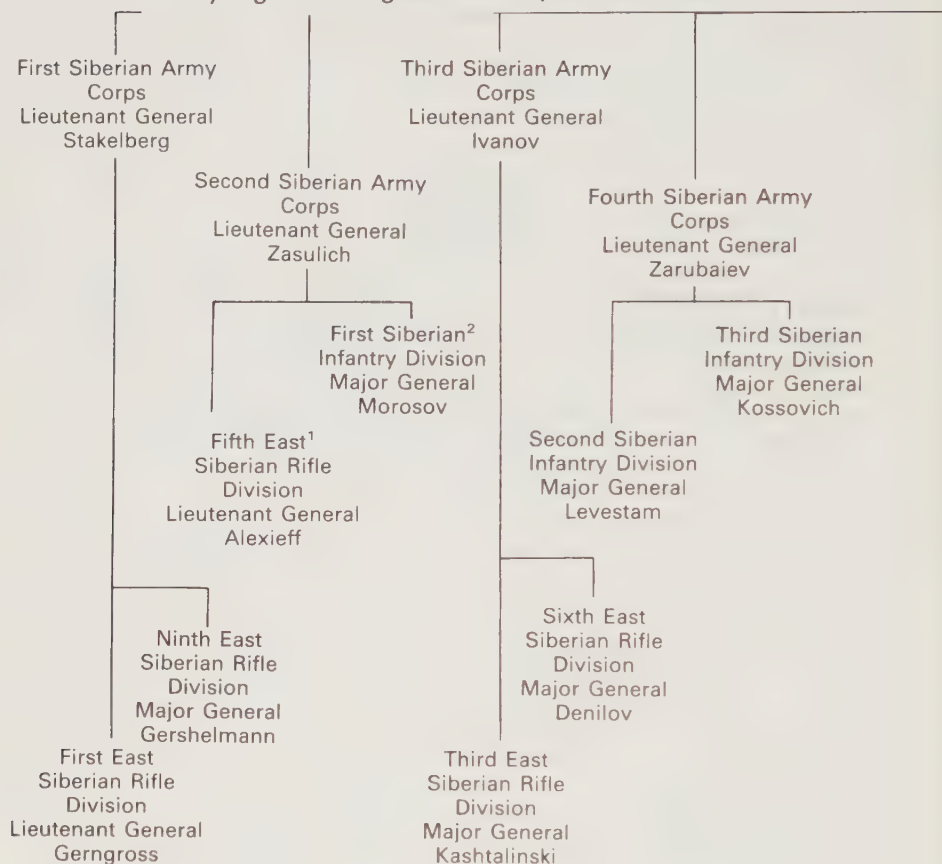 First Siberian Army
Corps
Lieutenant General
Stakelberg
Third Siberian Army
Corps
Lieutenant General
Ivanov
Second Siberian Army
Corps
Lieutenant General
Zasulich
Fourth Siberian Army
Corps
Lieutenant General
Zarubaiev
First Siberian²
Infantry Division
Major General
Morosov
Third Siberian
Infantry Division
Major General
Kossovich
Fifth East¹
Siberian Rifle
Division
Lieutenant General
Alexieff
Second Siberian
Infantry Division
Major General
Levestam
Ninth East
Siberian Rifle
Division
Major General
Gershelmann
Sixth East
Siberian Rifle
Division
Major General
Denilov
First East
Siberian Rifle
Division
Lieutenant General
Gerngross
Third East
Siberian Rifle
Division
Major General
Kashtalinski